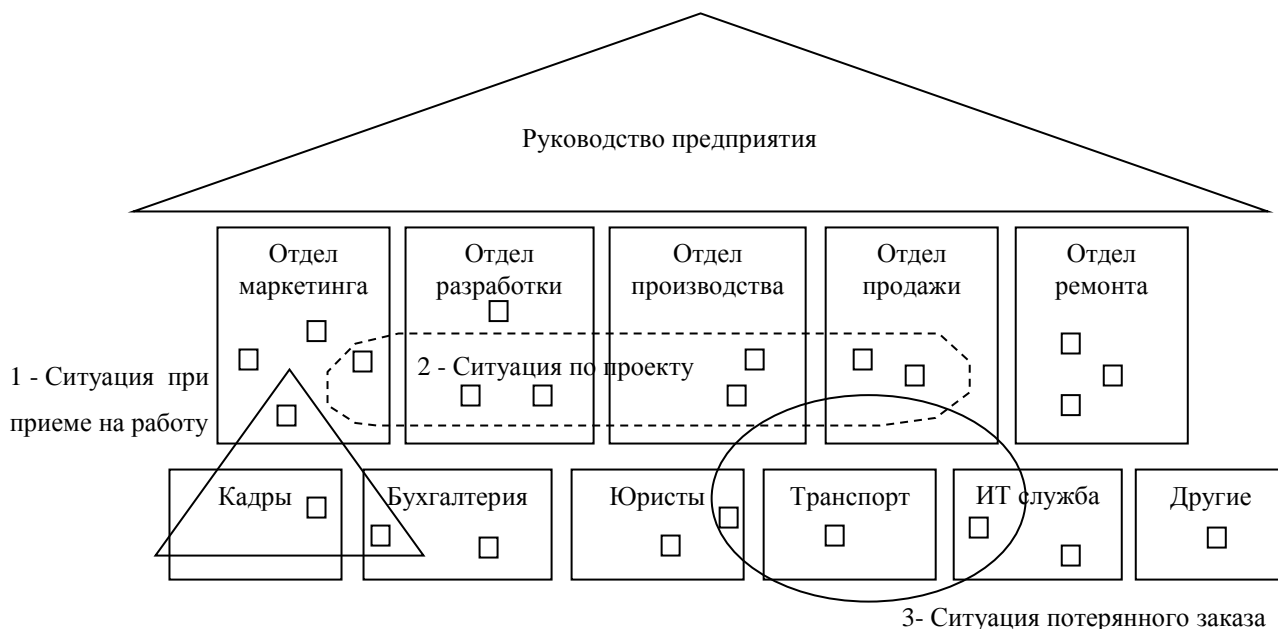 Руководство предприятия
Отдел
маркетинга
Отдел
разработки
Отдел
производства
Отдел
продажи
Отдел
ремонта
1 - Ситуация при
приеме на работу
2 - Ситуация по проекту
Кадры
Бухгалтерия
Юристы
Транспорт
ИТ служба
Другие
3- Ситуация потерянного заказа